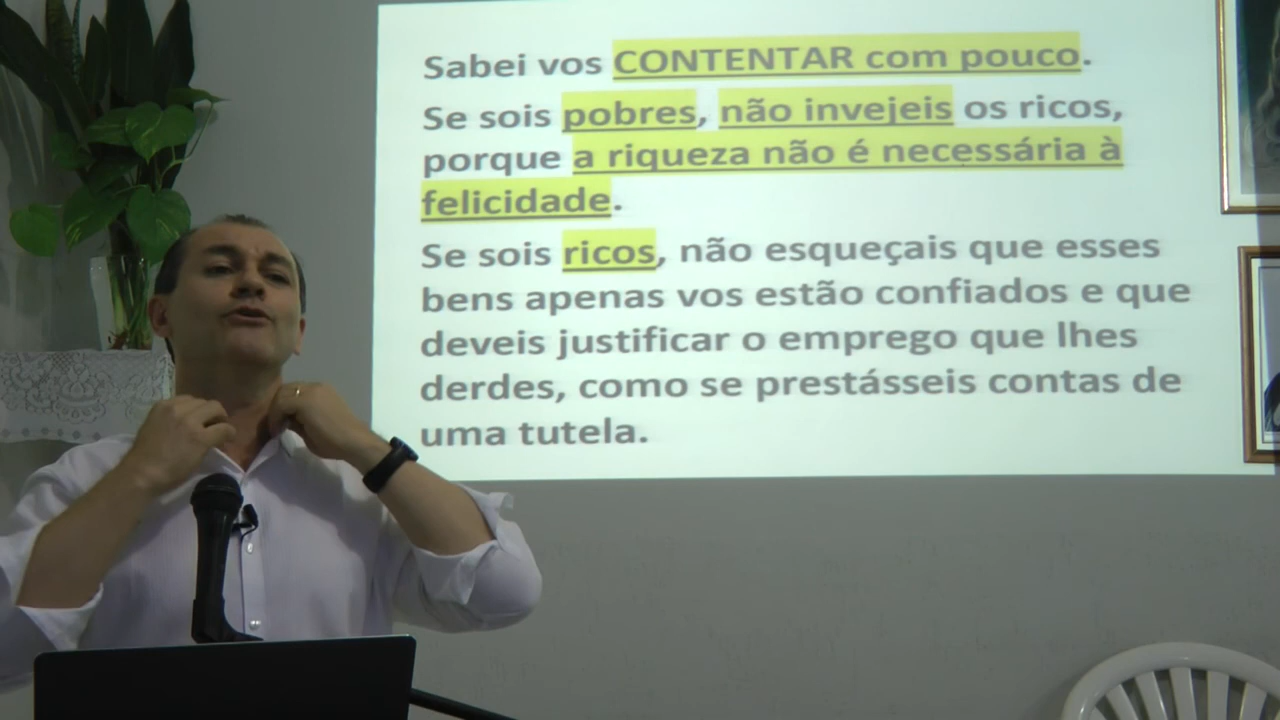 Sabei vos CONTENTAR com pouco.
Se sois pobres, não invejeis os ricos,
porque a riqueza não é necessária à
felicidade.
Se sois ricos, não esqueçais que esses
bens apenas vos estão confiados e que
deveis justificar o emprego que lhes
derdes, como se prestásseis contas de
uma tutela.